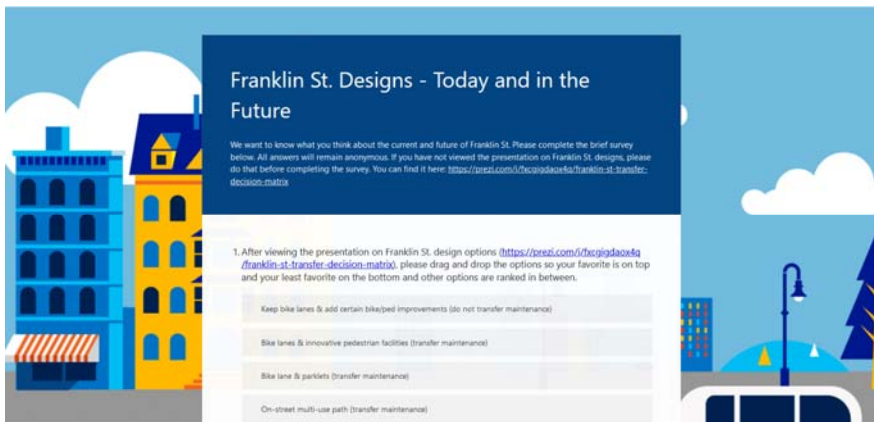 Franklin St. Designs - Today and in the
Future
We want to know what you think about the current and future of Franklin St. Please complete the brief survey
below. All answers will remain anonymous. If you have not viewed the presentation on Franklin St. designs, please
do that before completing the survey. You can find it here: https://prezi.com/i/fxcgigdaox4q/franklin-st-transfer-
decision-matrix
1. After viewing the presentation on Franklin St. design options (https://prezi.com/i/fxcgigdaox4q
/franklin-st-transfer-decision-matrix), please drag and drop the options so your favorite is on top
and your least favorite on the bottom and other options are ranked in between.
Keep bike lanes & add certain bike/ped improvements (do not transfer maintenance)
Bike lanes & innovative pedestrian facilities (transfer maintenance)
Bike lane & parklets (transfer maintenance)
On-street multi-use path (transfer maintenance)